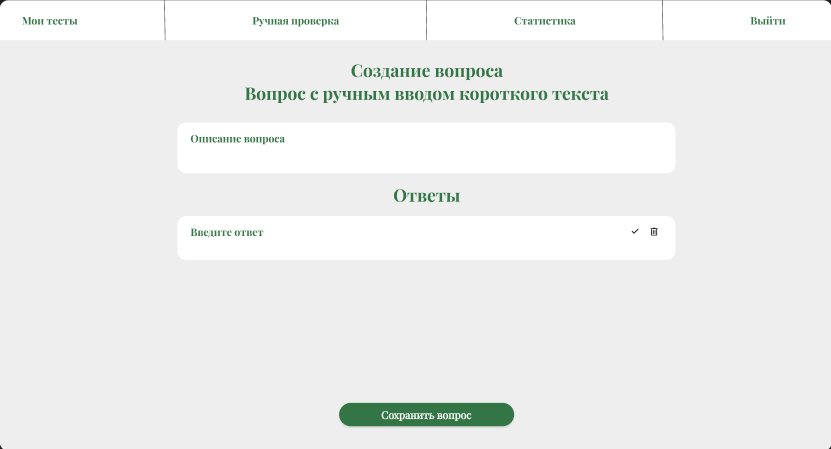 Мои тесты
Ручная проверка
Статистика
Выйти
Создание вопроса
Вопрос с ручным вводом короткого текста
Описание вопроса
Ответы
Введите ответ
Сохранить вопрос